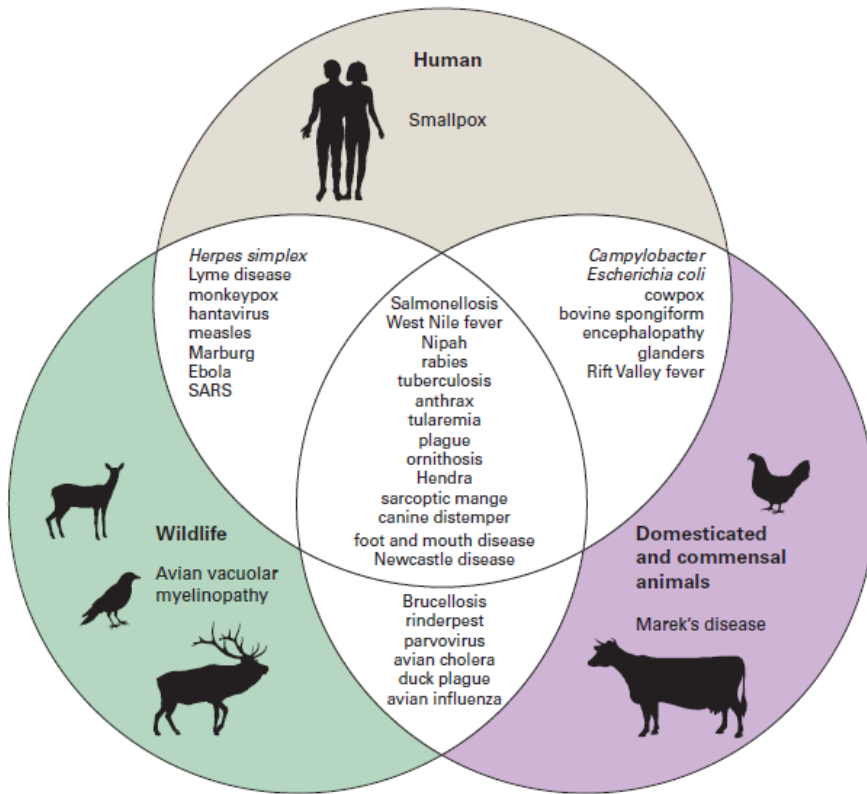 Human
Smallpox
Herpes simplex
Lyme disease
monkeypox
hantavirus
measles
Marburg
Ebola
SARS
Salmonellosis
West Nile fever
Nipah
rabies
tuberculosis
anthrax
tularemia
plague
ornithosis
Hendra
sarcoptic mange
canine distemper
foot and mouth disease
Newcastle disease
Campylobacter
Escherichia coli
cowpox
bovine spongiform
encephalopathy
glanders
Rift Valley fever
Wildlife
Avian vacuolar
myelinopathy
Domesticated
and commensal
animals
Marek's disease
Brucellosis
rinderpest
parvovirus
avian cholera
duck plague
avian influenza